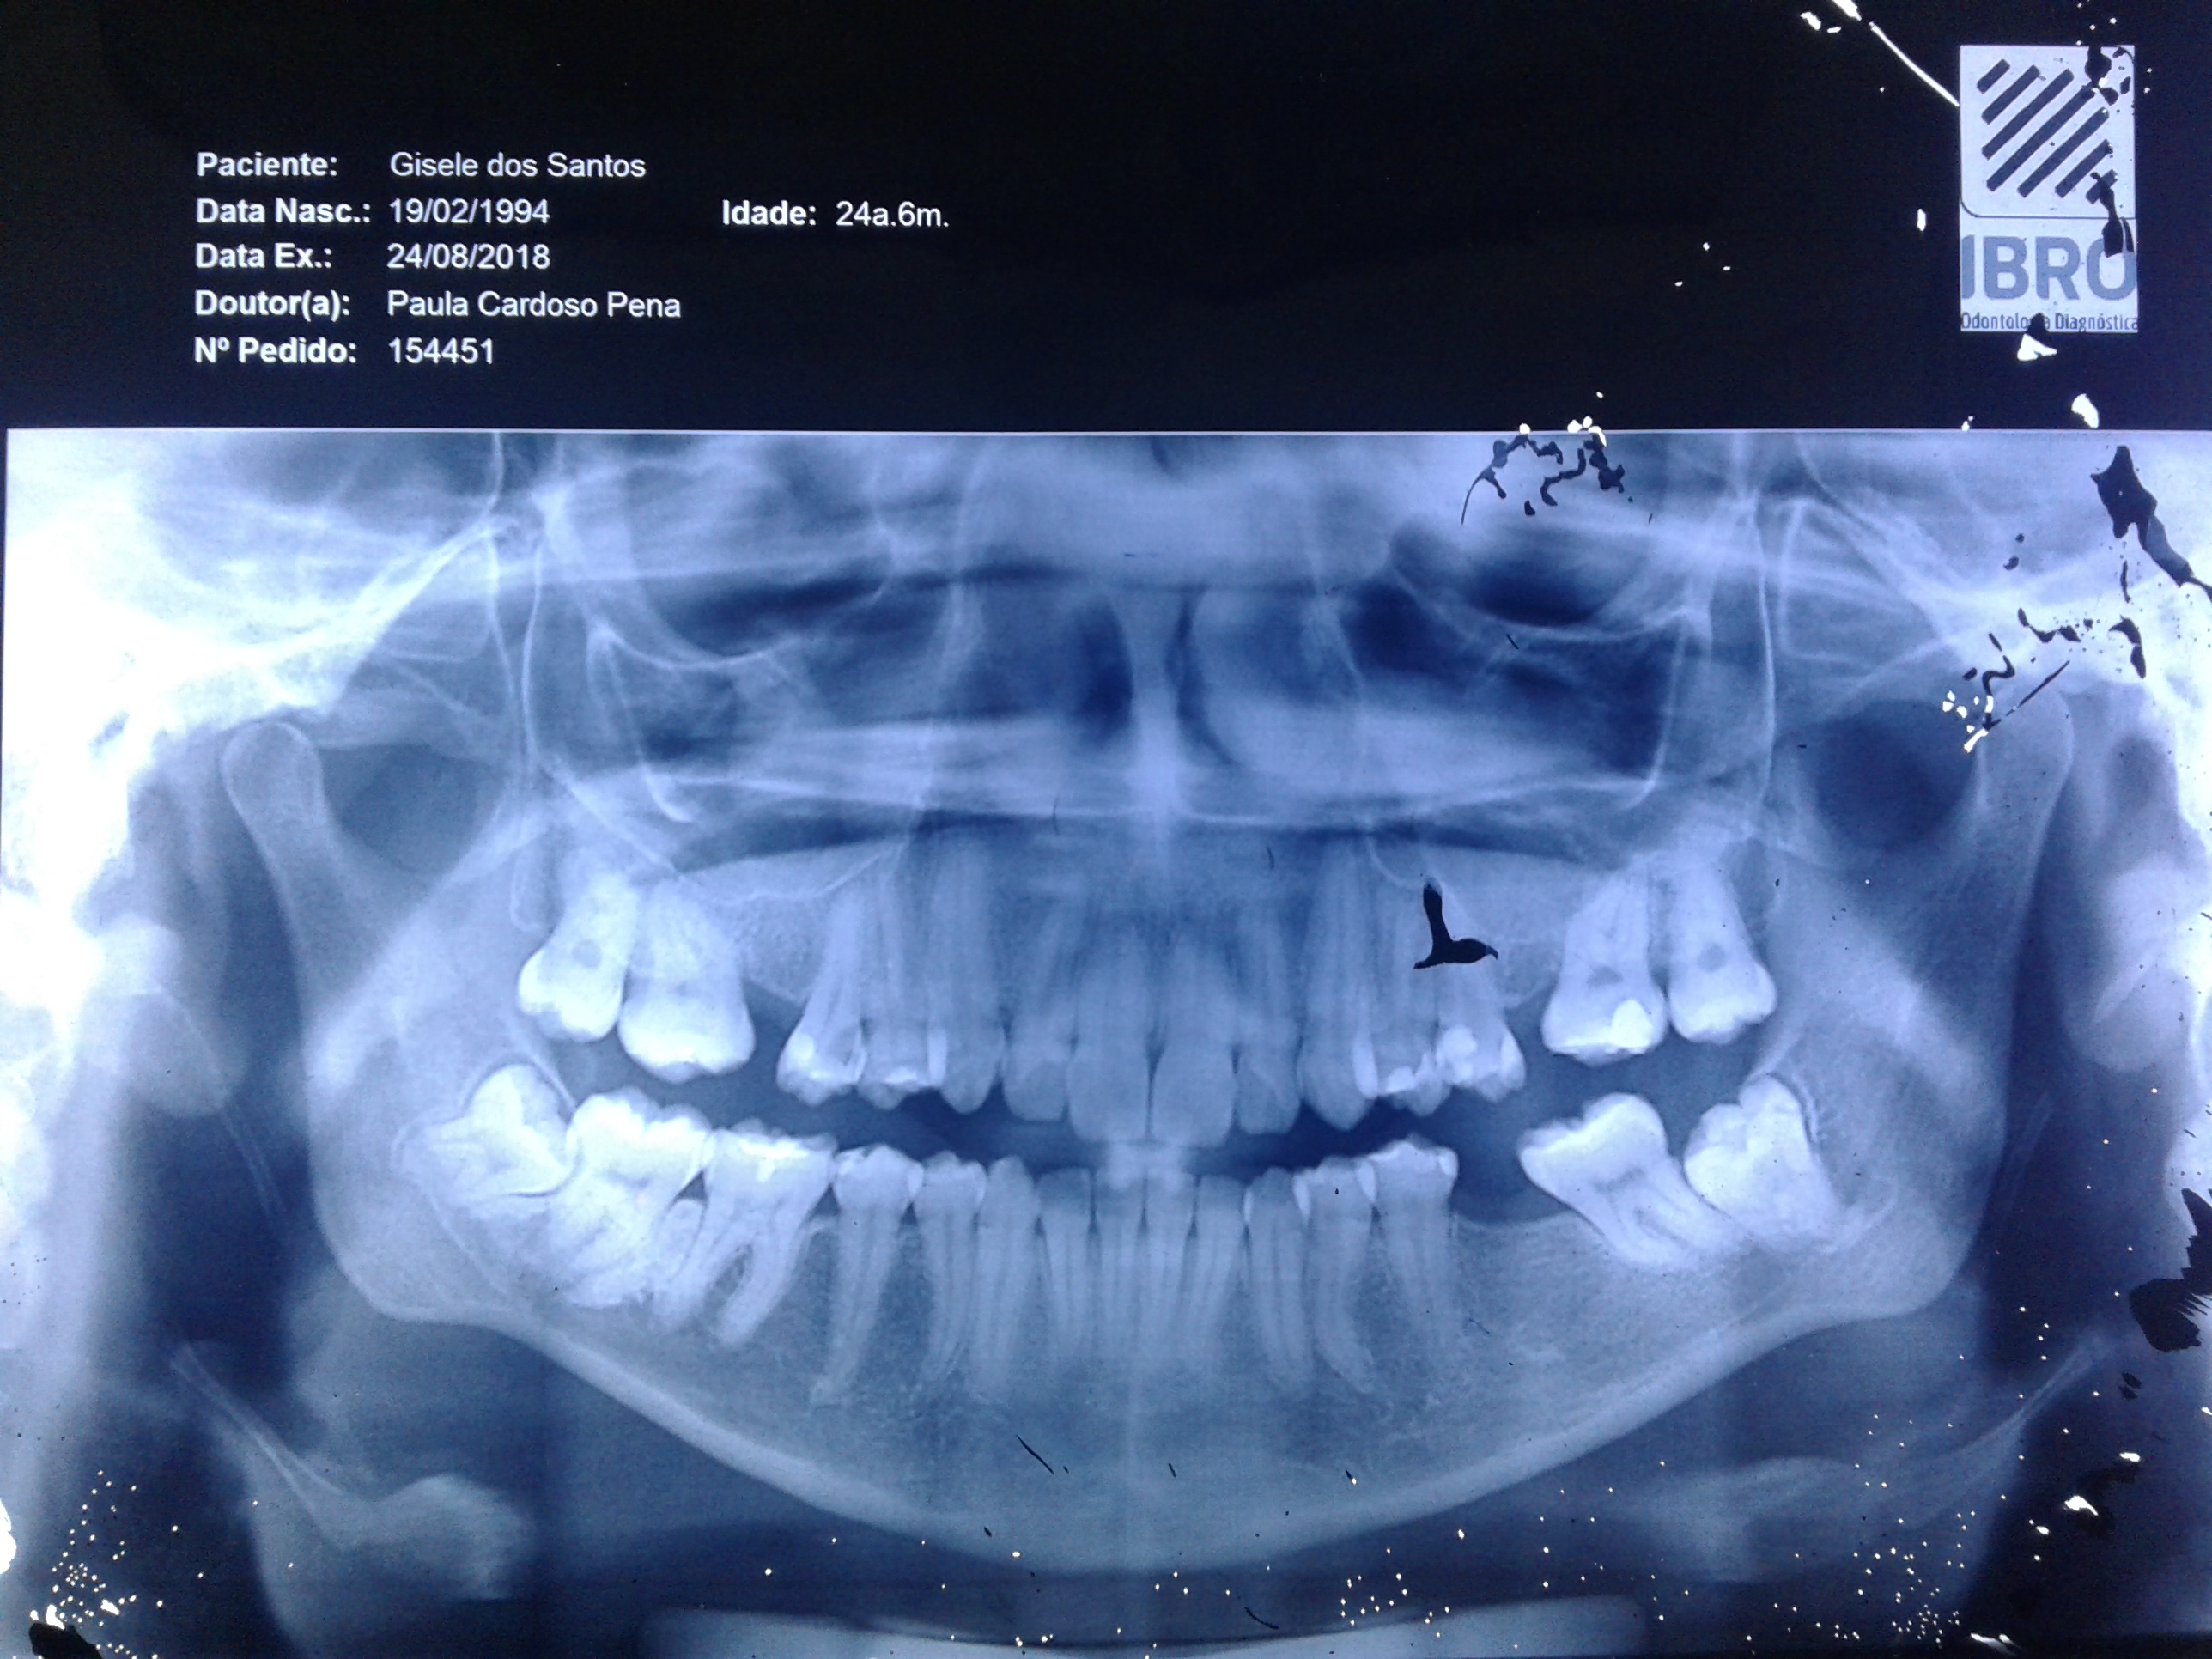 Paciente: Gisele dos Santos
Data Nasc.: 19/02/1994 Idade: 24a.6m.
Data Ex.: 24/08/2018
Doutor(a): Paula Cardoso Pena
Nº Pedido: 154451
IBRO
Diagnóstica